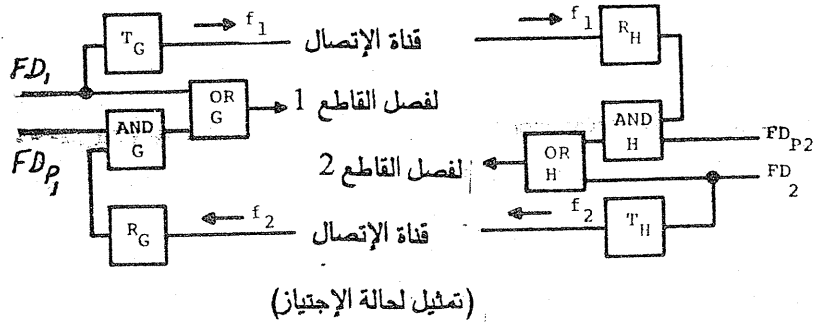 T_G
f_1
قناة الإتصال
f_1
R_H
FD_1
OR G
لفصل القاطع 1
AND G
AND H
FD_P2
FD_P1
OR H
لفصل القاطع 2
FD_2
R_G
f_2
قناة الإتصال
f_2
T_H
(تمثيل لحالة الإجتياز)